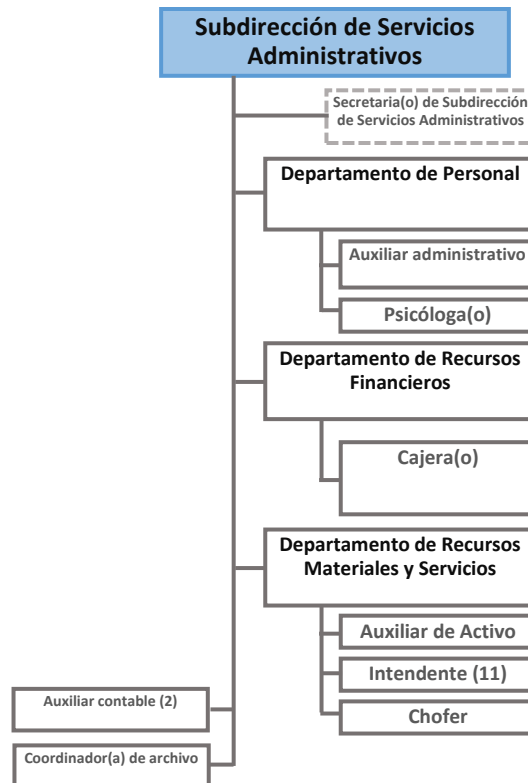 Subdirección de Servicios
Administrativos
Secretaria(o) de Subdirección
de Servicios Administrativos
Departamento de Personal
Auxiliar administrativo
Psicóloga(o)
Departamento de Recursos
Financieros
Cajera(o)
Departamento de Recursos
Materiales y Servicios
Auxiliar de Activo
Intendente (11)
Auxiliar contable (2)
Chofer
Coordinador(a) de archivo